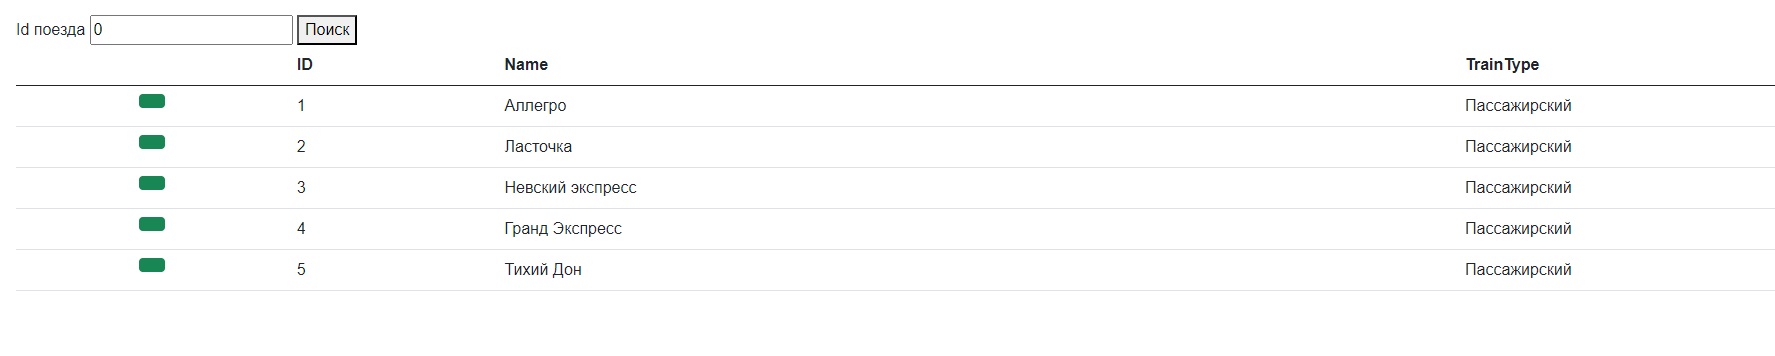 Id поезда 0 Поиск
ID Name TrainType
1 Аллегро Пассажирский
2 Ласточка Пассажирский
3 Невский экспресс Пассажирский
4 Гранд Экспресс Пассажирский
5 Тихий Дон Пассажирский